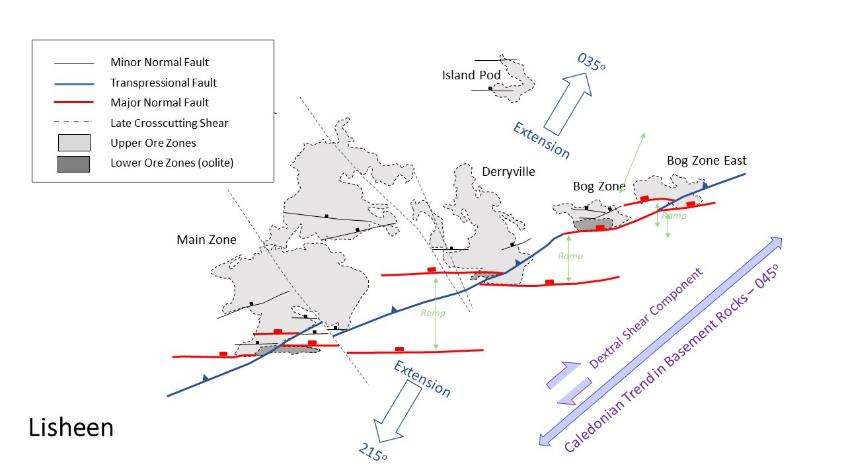 Minor Normal Fault
Transpressional Fault
Major Normal Fault
Late Crosscutting Shear
Upper Ore Zones
Lower Ore Zones (oolite)
Island Pod
035°
Extension
Derryville
Bog Zone
Bog Zone East
Main Zone
Ramp
Ramp
Ramp
Extension
215°
Dextral Shear Component
Caledonian Trend in Basement Rocks – 045°
Lisheen